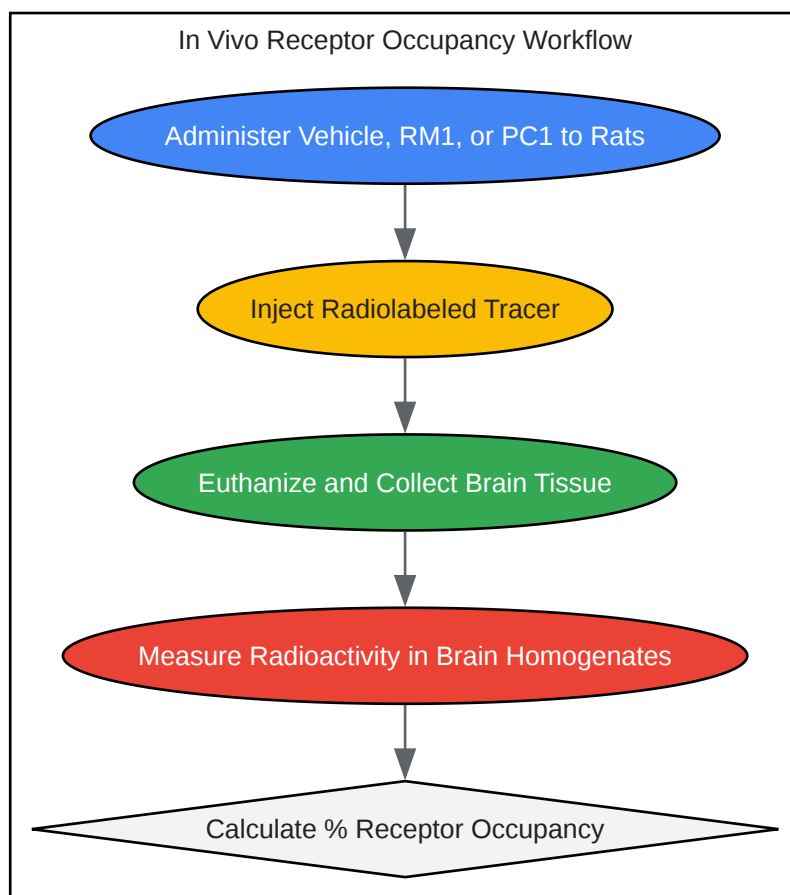 In Vivo Receptor Occupancy Workflow
Administer Vehicle, RM1, or PC1 to Rats
Inject Radiolabeled Tracer
Euthanize and Collect Brain Tissue
Measure Radioactivity in Brain Homogenates
Calculate % Receptor Occupancy